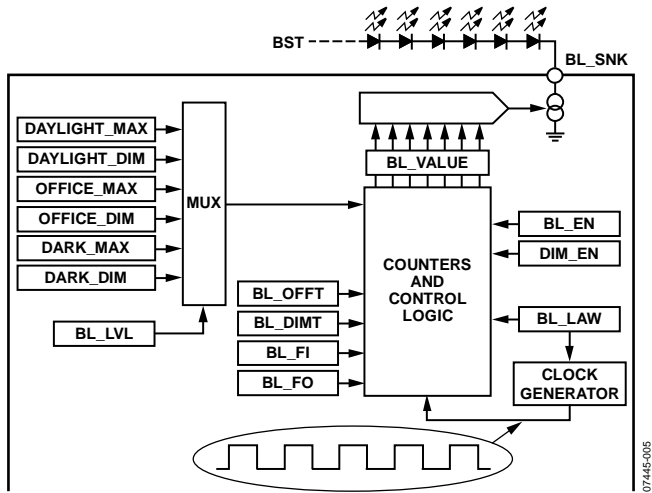 BST
BL_SNK
DAYLIGHT_MAX
DAYLIGHT_DIM
OFFICE_MAX
OFFICE_DIM
DARK_MAX
DARK_DIM
MUX
BL_LVL
BL_VALUE
COUNTERS
AND
CONTROL
LOGIC
BL_OFFT
BL_DIMT
BL_FI
BL_FO
BL_EN
DIM_EN
BL_LAW
CLOCK
GENERATOR
07445-005